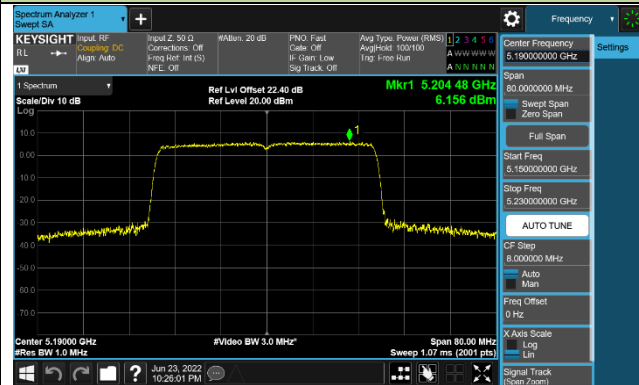 Spectrum Analyzer 1
Swept SA
Frequency
KEYSIGHT
RL
Input: RF
Coupling: DC
Align: Auto
Input Z: 50 Ω
Corrections: Off
Freq Ref: Int (S)
NFE: Off
#Atten: 20 dB
PNO: Fast
Gate: Off
IF Gain: Low
Sig Track: Off
Avg Type: Power (RMS)
Avg|Hold: 100/100
Trig: Free Run
1 2 3 4 5 6
A W W W W W
A N N N N N
1 Spectrum
Scale/Div 10 dB
Log
Ref Lvl Offset 22.40 dB
Ref Level 20.00 dBm
Mkr1 5.204 48 GHz
6.156 dBm
1
10.0
0.00
-10.0
-20.0
-30.0
-40.0
-50.0
-60.0
-70.0
Center 5.19000 GHz
#Res BW 1.0 MHz
#Video BW 3.0 MHz*
Span 80.00 MHz
Sweep 1.07 ms (2001 pts)
Jun 23, 2022
10:26:01 PM
Center Frequency
5.190000000 GHz
Span
80.0000000 MHz
Swept Span
Zero Span
Full Span
Start Freq
5.150000000 GHz
Stop Freq
5.230000000 GHz
AUTO TUNE
CF Step
8.000000 MHz
Auto
Man
Freq Offset
0 Hz
X Axis Scale
Log
Lin
Signal Track
(Span Zoom)
Settings